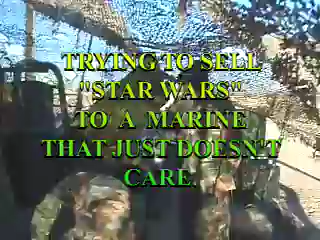 TRYING TO SELL
"STAR WARS"
TO A MARINE
THAT JUST DOESN'T
CARE.